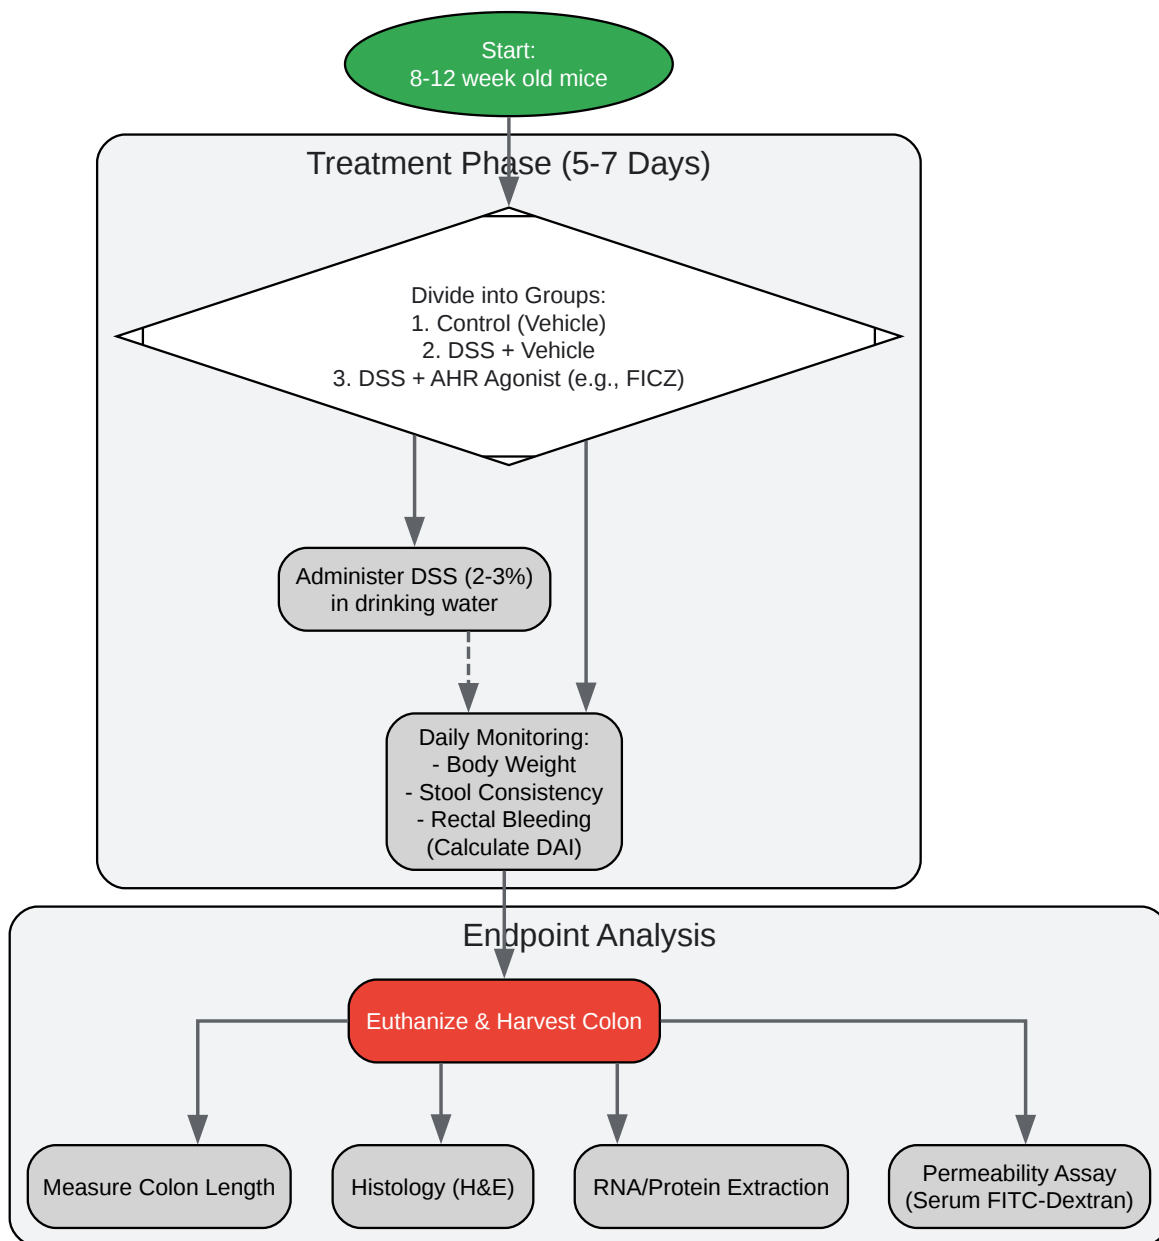 Start:
8-12 week old mice
Treatment Phase (5-7 Days)
Divide into Groups:
1. Control (Vehicle)
2. DSS + Vehicle
3. DSS + AHR Agonist (e.g., FICZ)
Administer DSS (2-3%)
in drinking water
Daily Monitoring:
- Body Weight
- Stool Consistency
- Rectal Bleeding
(Calculate DAI)
Endpoint Analysis
Euthanize & Harvest Colon
Measure Colon Length
Histology (H&E)
RNA/Protein Extraction
Permeability Assay
(Serum FITC-Dextran)